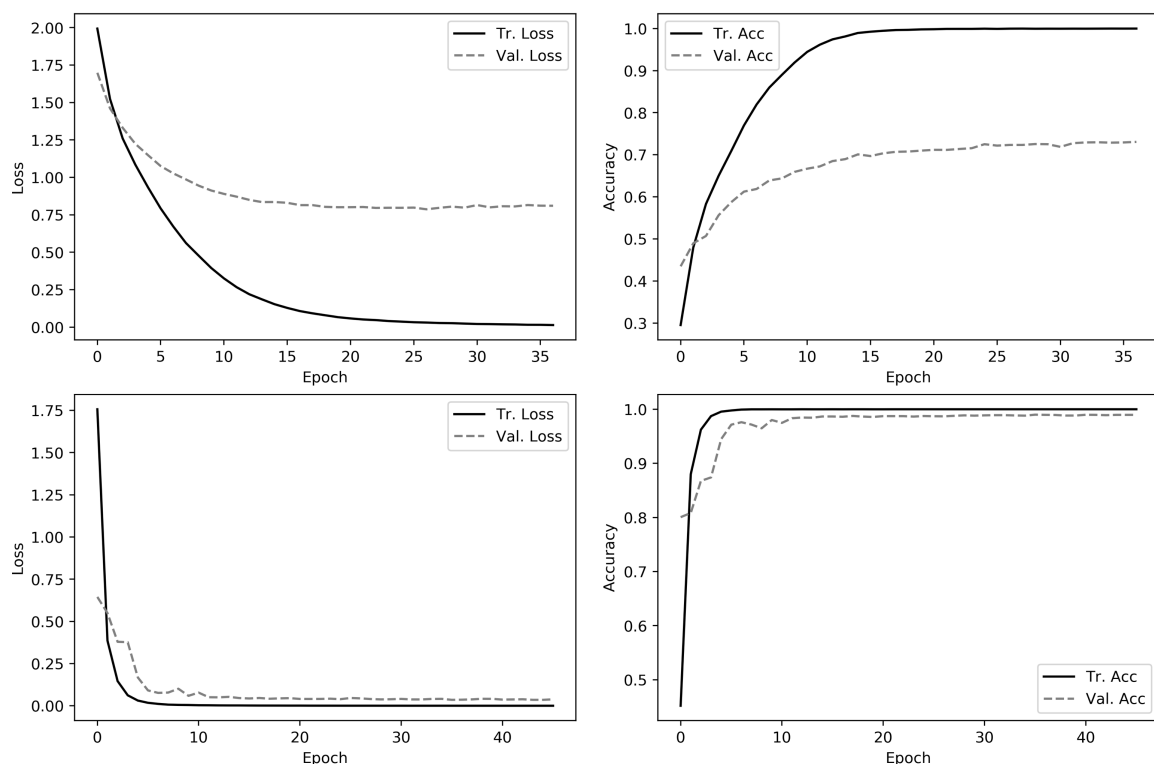 2.00
1.75
1.50
1.25
1.00
0.75
0.50
0.25
0.00
Loss
0 5 10 15 20 25 30 35
Epoch
Tr. Loss
Val. Loss
1.0
0.9
0.8
0.7
0.6
0.5
0.4
0.3
Accuracy
0 5 10 15 20 25 30 35
Epoch
Tr. Acc
Val. Acc
1.75
1.50
1.25
1.00
0.75
0.50
0.25
0.00
Loss
0 10 20 30 40
Epoch
Tr. Loss
Val. Loss
1.0
0.9
0.8
0.7
0.6
0.5
Accuracy
0 10 20 30 40
Epoch
Tr. Acc
Val. Acc